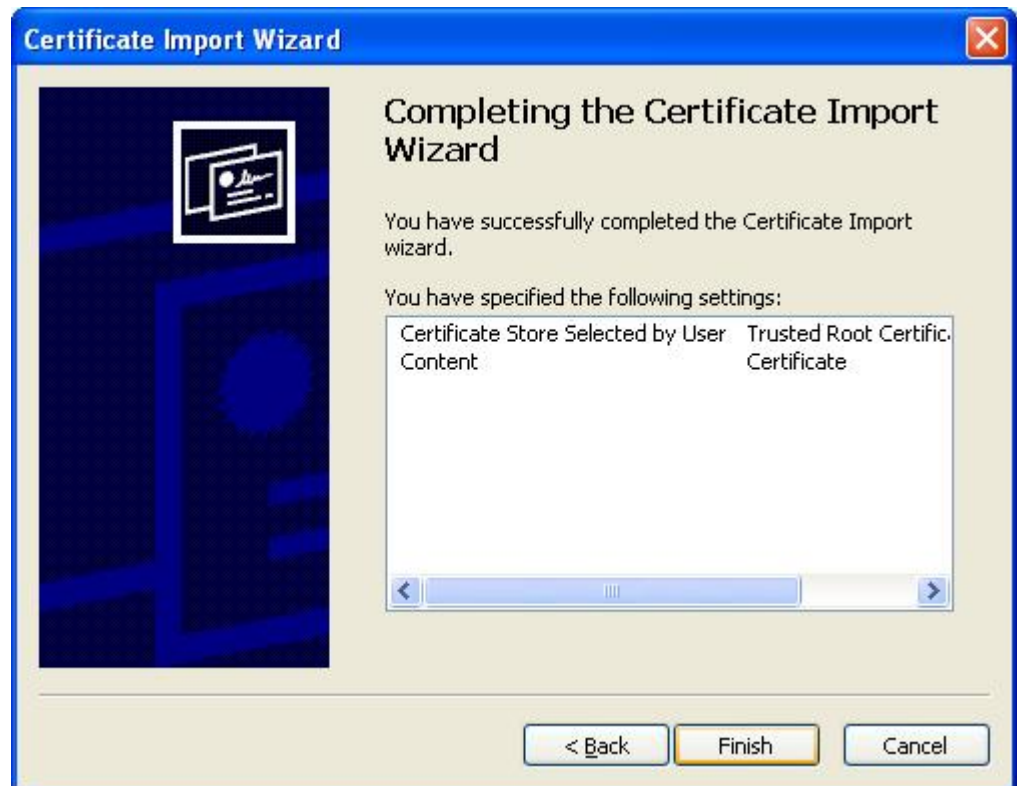 Certificate Import Wizard
Completing the Certificate Import
Wizard
You have successfully completed the Certificate Import
wizard.
You have specified the following settings:
Certificate Store Selected by User Trusted Root Certific
Content Certificate
< Back Finish Cancel